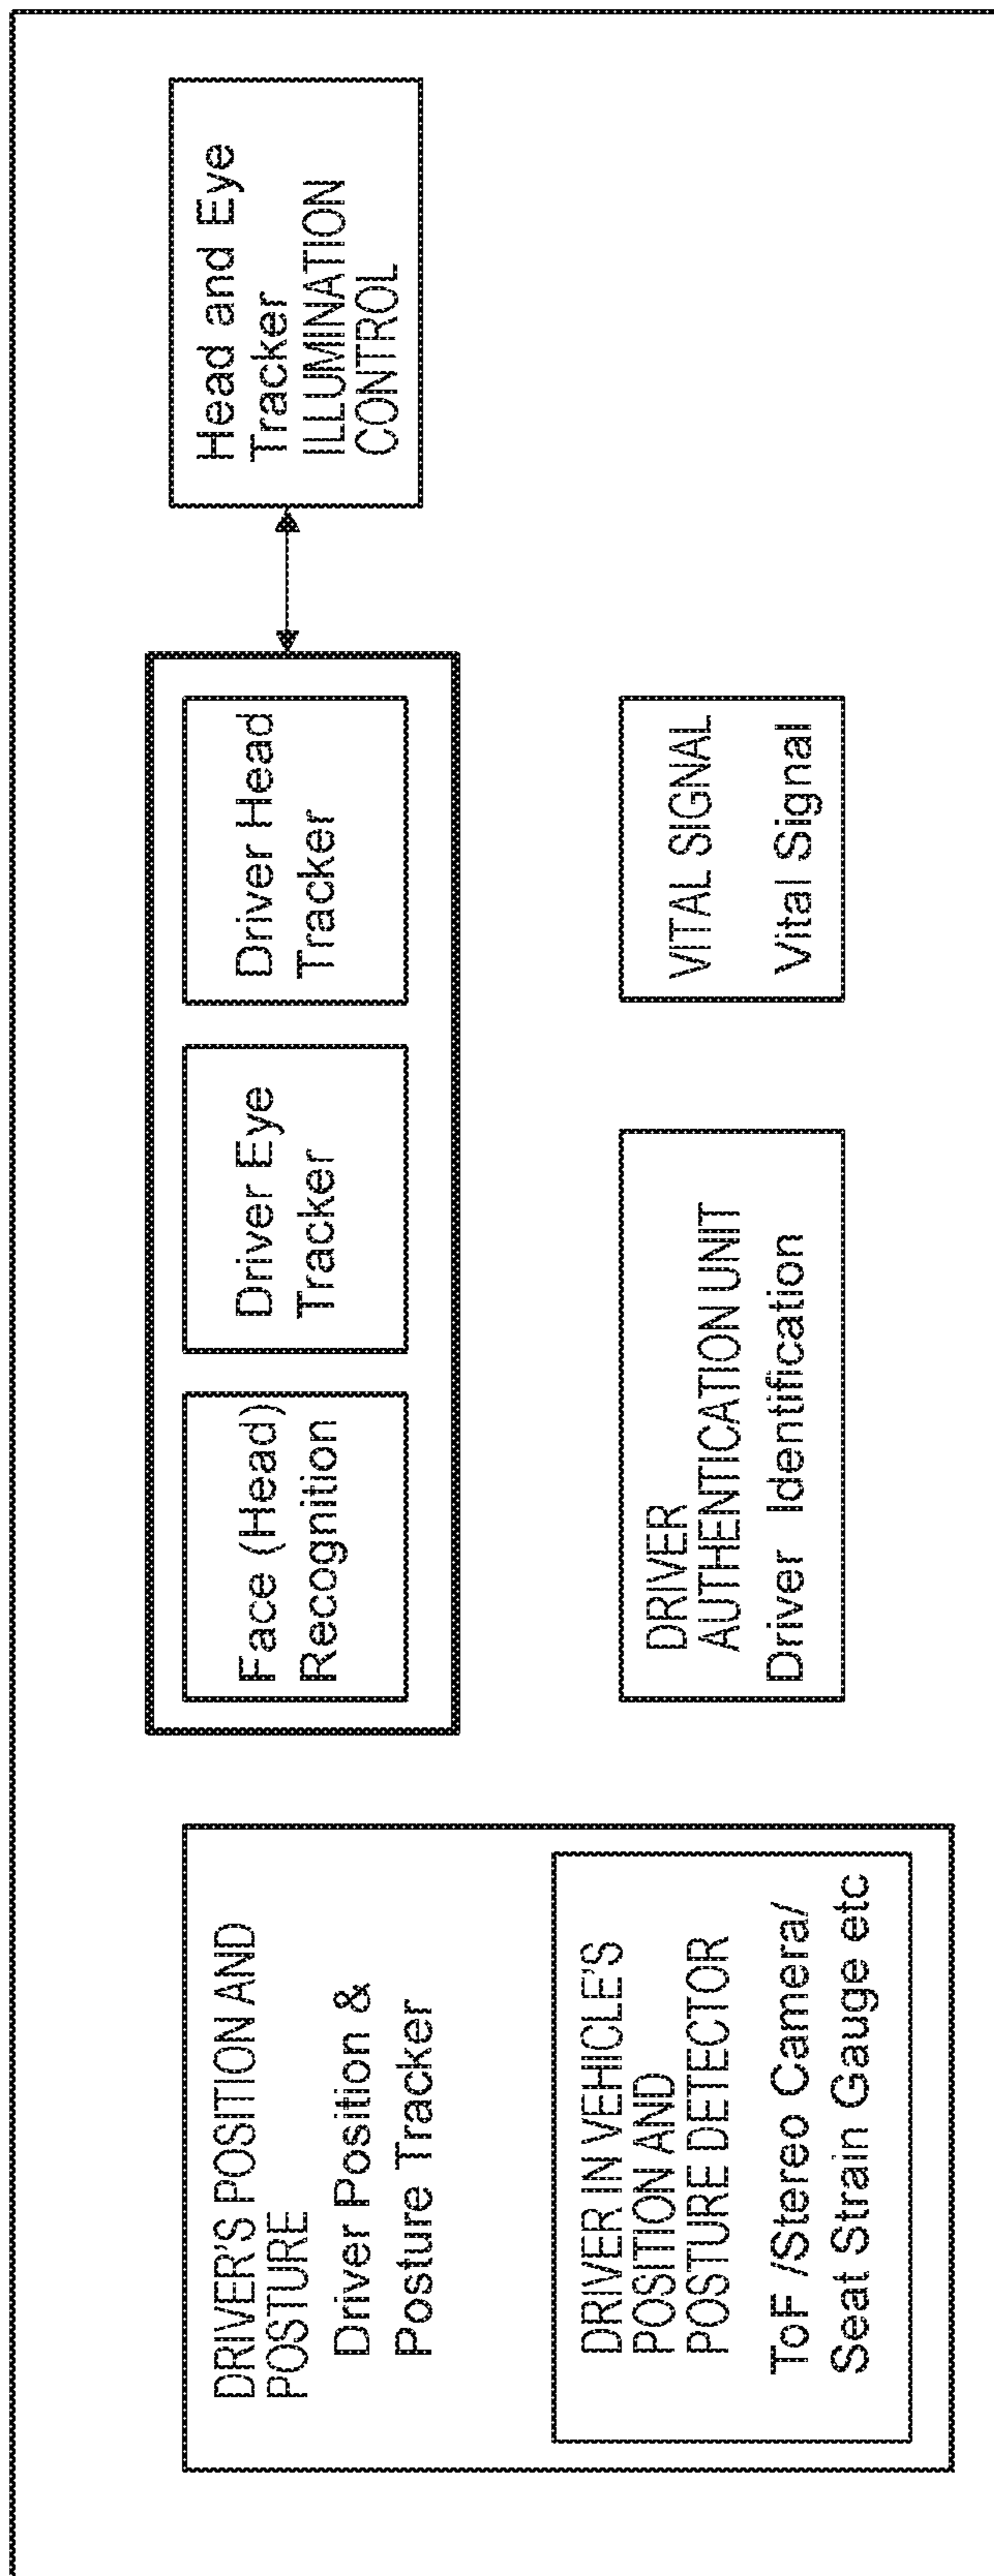 DRIVER'S POSITION AND
POSTURE
Driver Position &
Posture Tracker
DRIVER IN VEHICLE'S
POSITION AND
POSTURE DETECTOR
ToF /Stereo Camera/
Seat Strain Gauge etc
Face (Head)
Recognition
Driver Eye
Tracker
Driver Head
Tracker
Head and Eye
Tracker
ILLUMINATION
CONTROL
DRIVER
AUTHENTICATION UNIT
Driver Identification
VITAL SIGNAL
Vital Signal